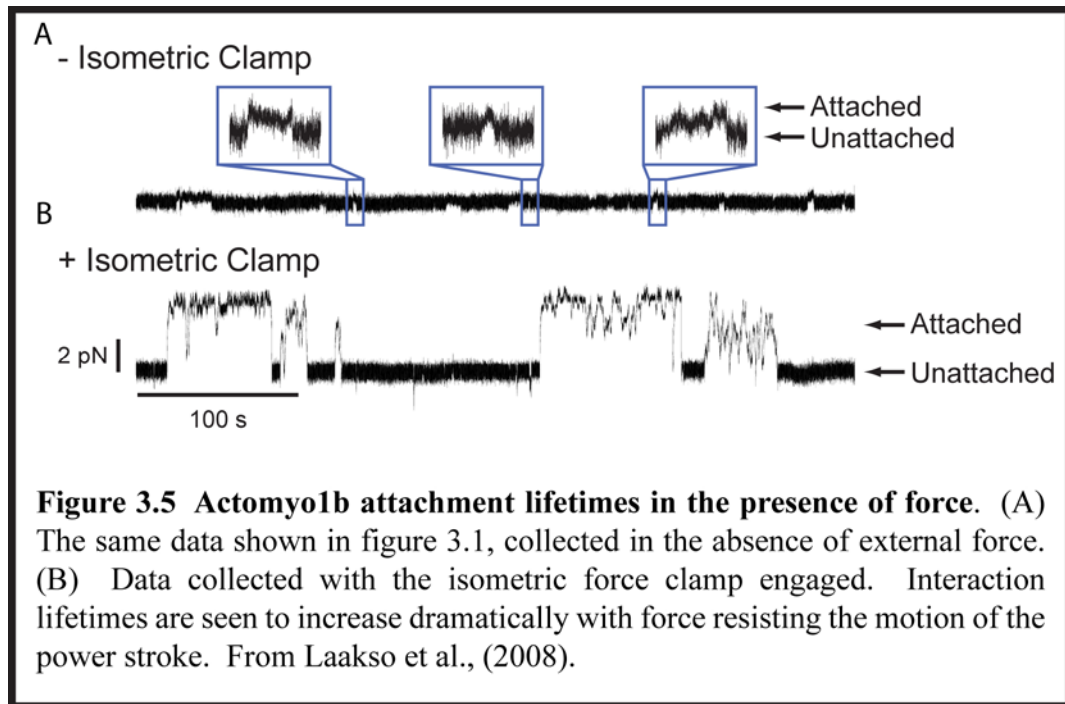 A
- Isometric Clamp
Attached
Unattached
B
+ Isometric Clamp
Attached
2 pN
Unattached
100 s
Figure 3.5 Actomyo1b attachment lifetimes in the presence of force. (A)
The same data shown in figure 3.1, collected in the absence of external force.
(B) Data collected with the isometric force clamp engaged. Interaction
lifetimes are seen to increase dramatically with force resisting the motion of the
power stroke. From Laakso et al., (2008).